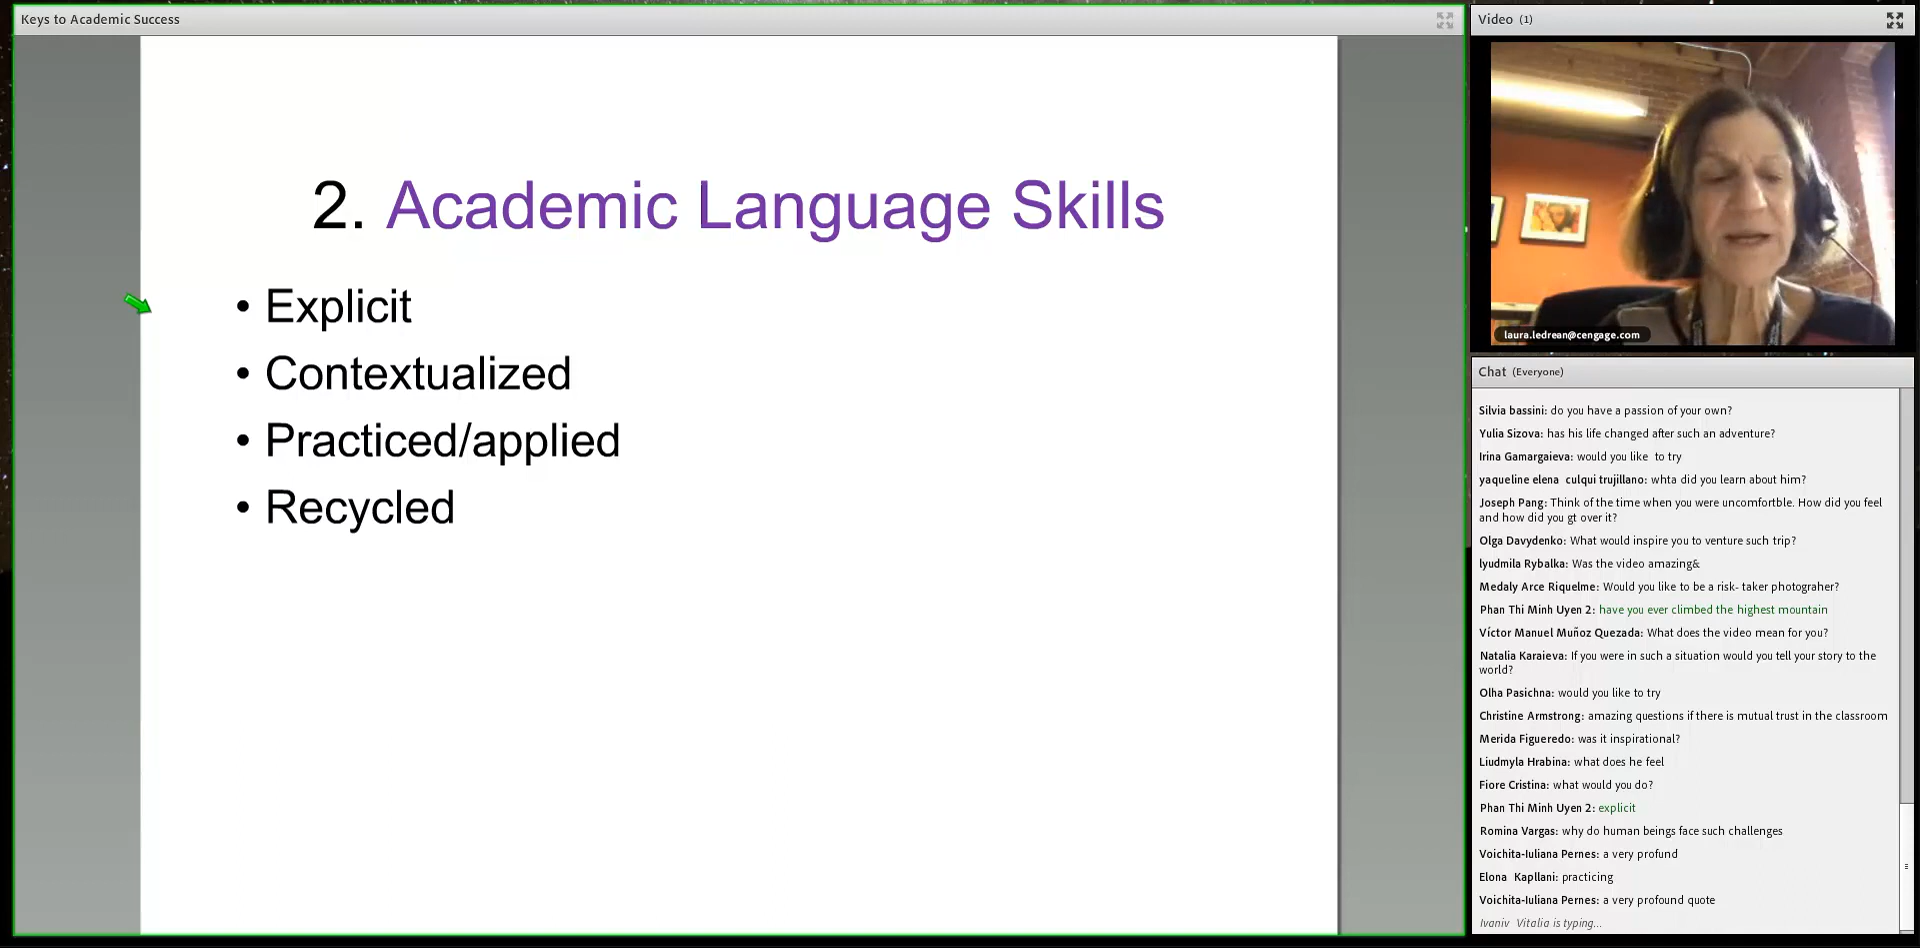 Keys to Academic Success
2. Academic Language Skills
• Explicit
• Contextualized
• Practiced/applied
• Recycled
Video (1)
laura.ledrean@cengage.com
Chat (Everyone)
Silvia bassini: do you have a passion of your own?
Yulia Sizova: has his life changed after such an adventure?
Irina Gamargaieva: would you like to try
yaqueline elena culqui trujillano: whta did you learn about him?
Joseph Pang: Think of the time when you were uncomfortble. How did you feel
and how did you gt over it?
Olga Davydenko: What would inspire you to venture such trip?
lyudmila Rybalka: Was the video amazing&
Medaly Arce Riquelme: Would you like to be a risk- taker photograher?
Phan Thi Minh Uyen 2: have you ever climbed the highest mountain
Víctor Manuel Muñoz Quezada: What does the video mean for you?
Natalia Karaieva: If you were in such a situation would you tell your story to the
world?
Olha Pasichna: would you like to try
Christine Armstrong: amazing questions if there is mutual trust in the classroom
Merida Figueredo: was it inspirational?
Liudmyla Hrabina: what does he feel
Fiore Cristina: what would you do?
Phan Thi Minh Uyen 2: explicit
Romina Vargas: why do human beings face such challenges
Voichita-Iuliana Pernes: a very profund
Elona Kapllani: practicing
Voichita-Iuliana Pernes: a very profound quote
Ivaniv Vitalia is typing...